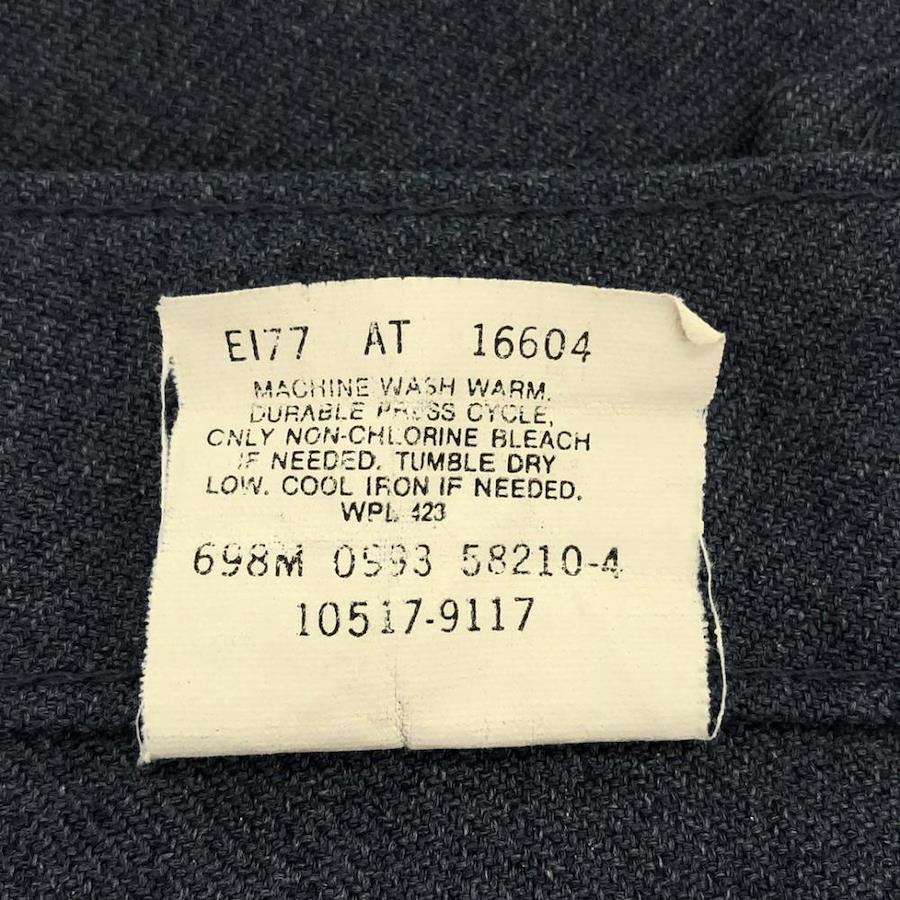 E177 AT 16604
MACHINE WASH WARM.
DURABLE PRESS CYCLE,
ONLY NON-CHLORINE BLEACH
IF NEEDED. TUMBLE DRY
LOW. COOL IRON IF NEEDED.
WPL 423
698M 0993 58210-4
10517-9117